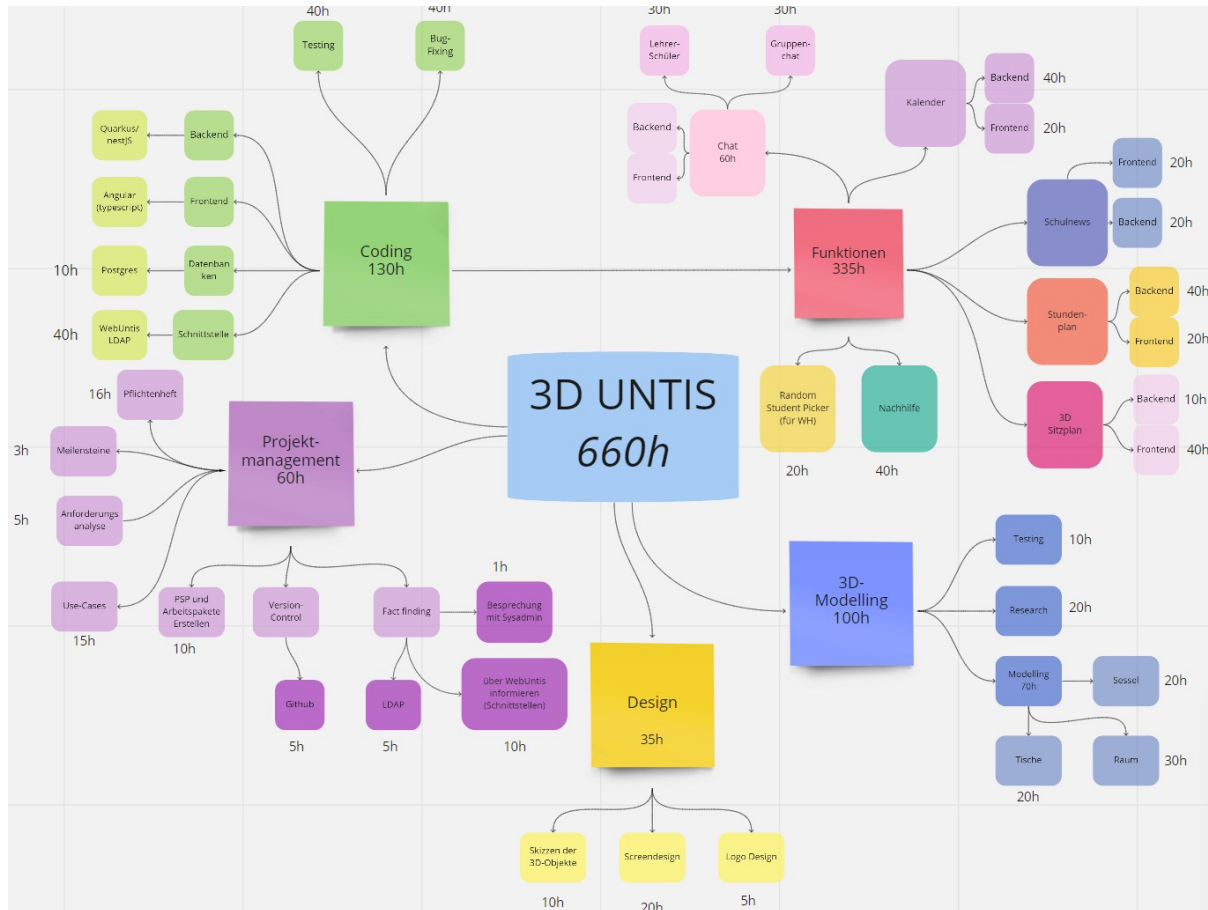 40h
40h
30h
30h
Testing
Bug-
Fixing
Lehrer-
Schüler
Gruppen-
chat
Kalender
Backend
40h
Frontend
20h
Quarkus/
nestJS
Backend
Angular
(typescript)
Frontend
10h
Postgres
Datenban
ken
40h
WebUntis
LDAP
Schnittstelle
Coding
130h
Backend
Frontend
Chat
60h
Funktionen
335h
Schulnews
Frontend
20h
Backend
20h
Stunden-
plan
Backend
40h
Frontend
20h
3D
Sitzplan
Backend
10h
Frontend
40h
Random
Student Picker
(für WH)
20h
Nachhilfe
40h
3D UNTIS
660h
16h
Pflichtenheft
3h
Meilensteine
5h
Anforderungs
analyse
Use-Cases
15h
Projekt-
management
60h
PSP und
Arbeitspakete
Erstellen
10h
Version-
Control
Github
5h
Fact finding
1h
Besprechung
mit Sysadmin
LDAP
5h
über WebUntis
informieren
(Schnittstellen)
10h
Design
35h
Skizzen der
3D-Objekte
10h
Screendesign
20h
Logo Design
5h
3D-
Modelling
100h
Testing
10h
Research
20h
Modelling
70h
Sessel
20h
Tische
20h
Raum
30h